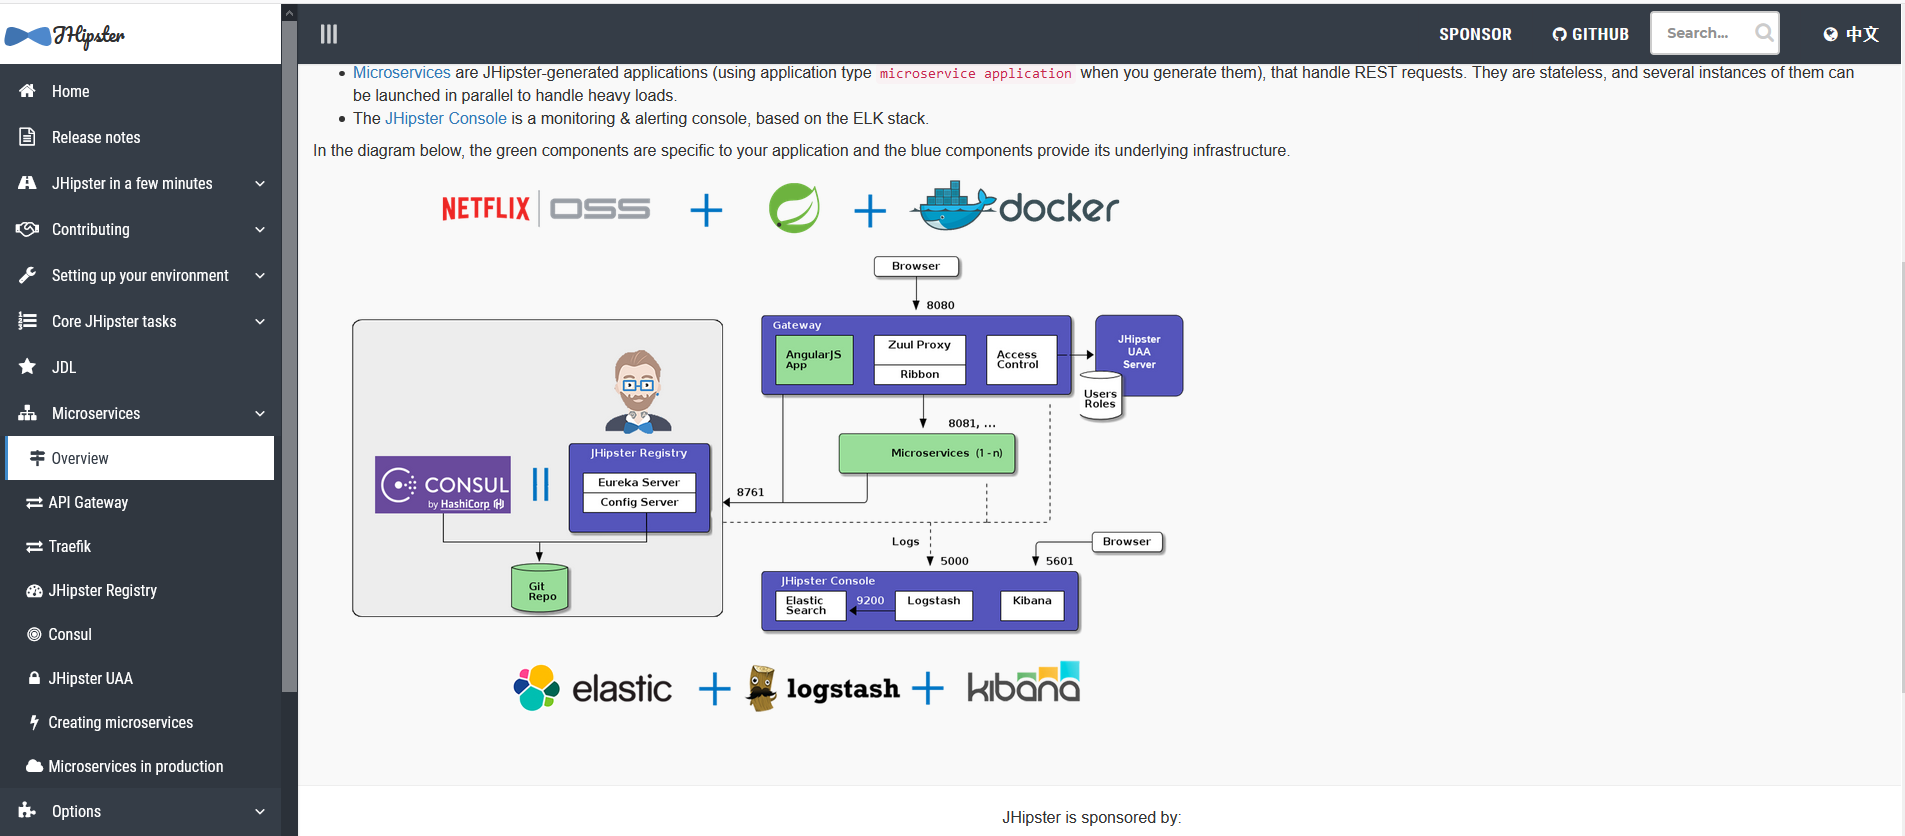 JHipster
SPONSOR
GITHUB
Search...
中文
Home
Release notes
JHipster in a few minutes
Contributing
Setting up your environment
Core JHipster tasks
JDL
Microservices
Overview
API Gateway
Traefik
JHipster Registry
Consul
JHipster UAA
Creating microservices
Microservices in production
Options
Microservices are JHipster-generated applications (using application type microservice application when you generate them), that handle REST requests. They are stateless, and several instances of them can
be launched in parallel to handle heavy loads.
The JHipster Console is a monitoring & alerting console, based on the ELK stack.
In the diagram below, the green components are specific to your application and the blue components provide its underlying infrastructure.
NETFLIX OSS + + docker
Browser
8080
Gateway
AngularJS
App
Zuul Proxy
Ribbon
Access
Control
JHipster
UAA
Server
Users
Roles
8081, ...
Microservices (1-n)
8761
CONSUL
by HashiCorp
JHipster Registry
Eureka Server
Config Server
Git
Repo
Logs
5000
Browser
5601
JHipster Console
Elastic
Search
9200
Logstash
Kibana
elastic + logstash + kibana
JHipster is sponsored by: